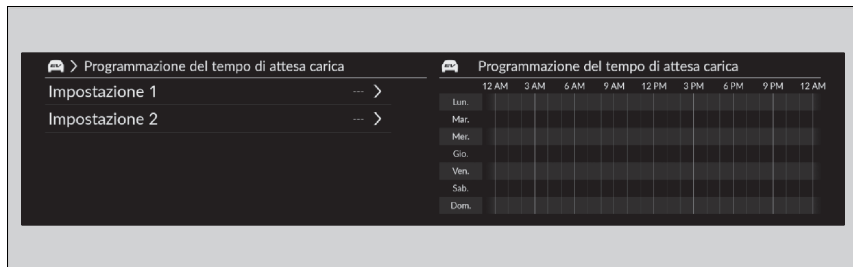 EV > Programmazione del tempo di attesa carica
Impostazione 1 --- >
Impostazione 2 --- >
EV Programmazione del tempo di attesa carica
12 AM 3 AM 6 AM 9 AM 12 PM 3 PM 6 PM 9 PM 12 AM
Lun.
Mar.
Mer.
Gio.
Ven.
Sab.
Dom.